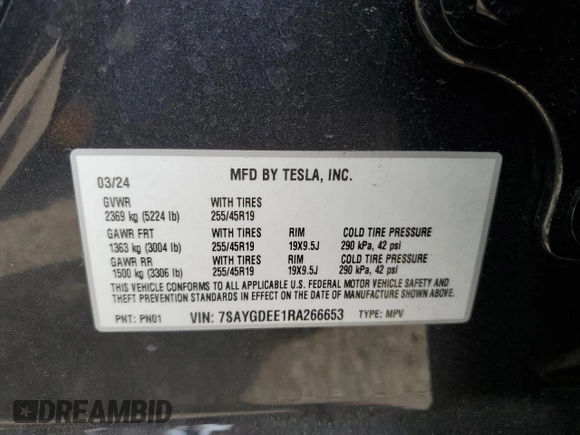 03/24 MFD BY TESLA, INC.
GVWR WITH TIRES
2369 kg (5224 lb) 255/45R19
GAWR FRT WITH TIRES RIM COLD TIRE PRESSURE
1363 kg (3004 lb) 255/45R19 19X9.5J 290 kPa, 42 psi
GAWR RR WITH TIRES RIM COLD TIRE PRESSURE
1500 kg (3306 lb) 255/45R19 19X9.5J 290 kPa, 42 psi
THIS VEHICLE CONFORMS TO ALL U.S. FEDERAL MOTOR VEHICLE SAFETY AND
THEFT PREVENTION STANDARDS IN EFFECT ON THE DATE OF MANUFACTURE SHOWN ABOVE.
PNT: PN01 VIN: 7SAYGDEE1RA266653 TYPE: MPV
DREAMBID